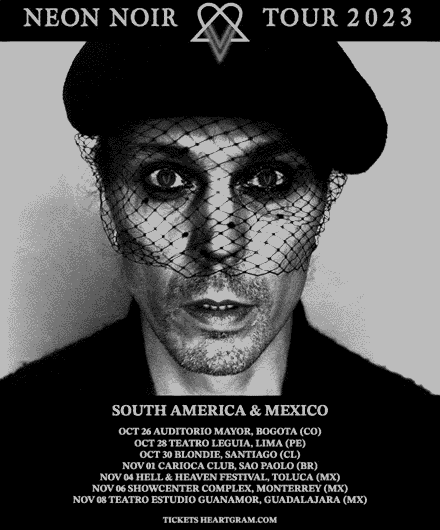 NEON NOIR TOUR 2023
SOUTH AMERICA & MEXICO
OCT 26 AUDITORIO MAYOR, BOGOTA (CO)
OCT 28 TEATRO LEGUIA, LIMA (PE)
OCT 30 BLONDIE, SANTIAGO (CL)
NOV 01 CARIOCA CLUB, SAO PAOLO (BR)
NOV 04 HELL & HEAVEN FESTIVAL, TOLUCA (MX)
NOV 06 SHOWCENTER COMPLEX, MONTERREY (MX)
NOV 08 TEATRO ESTUDIO GUANAMOR, GUADALAJARA (MX)
TICKETS HEARTGRAM.COM